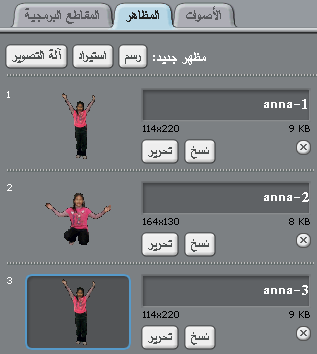 الأصوات المظاهر المقاطع البرمجية
مظهر جديد: رسم استيراد آلة التصوير
1
anna-1
114x220 9 KB
نسخ تحرير
2
anna-2
164x130 8 KB
نسخ تحرير
3
anna-3
114x220 9 KB
نسخ تحرير